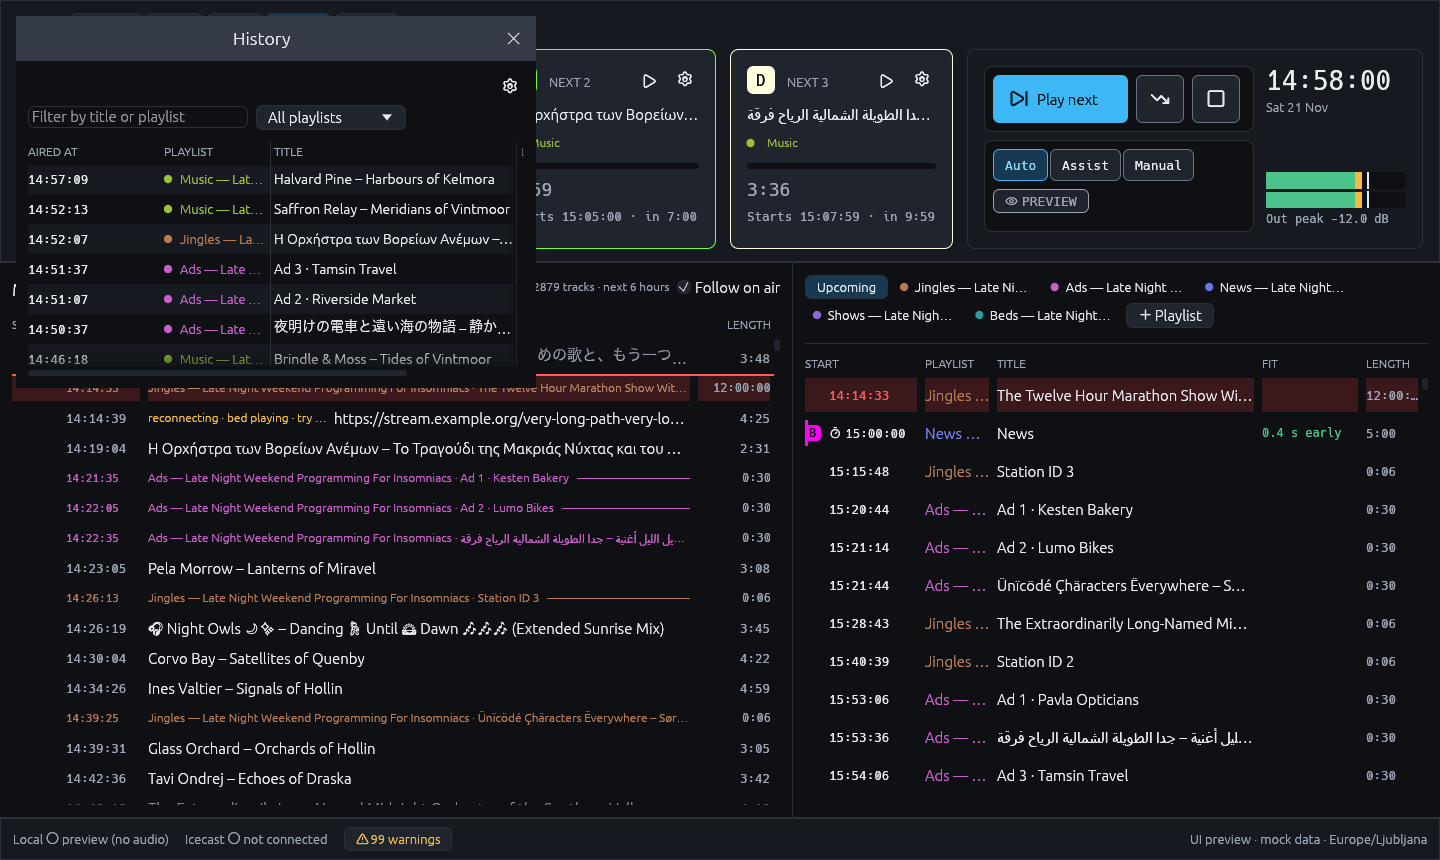 History
Filter by title or playlist
All playlists
AIRED AT PLAYLIST TITLE
14:57:09 Music — Lat… Halvard Pine – Harbours of Kelmora
14:52:13 Music — Lat… Saffron Relay – Meridians of Vintmoor
14:52:07 Jingles — La… Η Ορχήστρα των Βορείων Ανέμων –…
14:51:37 Ads — Late … Ad 3 · Tamsin Travel
14:51:07 Ads — Late … Ad 2 · Riverside Market
14:50:37 Ads — Late … 夜明けの電車と遠い海の物語 – 静か…
14:46:18 Music — Lat… Brindle & Moss – Tides of Vintmoor
NEXT 2
ρχήστρα των Βορείων…
Music
59
rts 15:05:00 · in 7:00
D NEXT 3
جدا الطويلة الشمالية الرياح فرقة…
Music
3:36
Starts 15:07:59 · in 9:59
Play next
Auto Assist Manual
PREVIEW
14:58:00
Sat 21 Nov
Out peak -12.0 dB
2879 tracks · next 6 hours Follow on air
LENGTH
めの歌と、もう一つ… 3:48
14:14:33 Jingles — Late Night Weekend Programming For Insomniacs · The Twelve Hour Marathon Show Wit… 12:00:00
14:14:39 reconnecting · bed playing · try … https://stream.example.org/very-long-path-very-lo… 4:25
14:19:04 Η Ορχήστρα των Βορείων Ανέμων – Το Τραγούδι της Μακριάς Νύχτας και του … 2:31
14:21:35 Ads — Late Night Weekend Programming For Insomniacs · Ad 1 · Kesten Bakery 0:30
14:22:05 Ads — Late Night Weekend Programming For Insomniacs · Ad 2 · Lumo Bikes 0:30
14:22:35 Ads — Late Night Weekend Programming For Insomniacs · جدا الطويلة الشمالية الرياح فرقة – أغنية الليل… 0:30
14:23:05 Pela Morrow – Lanterns of Miravel 3:08
14:26:13 Jingles — Late Night Weekend Programming For Insomniacs · Station ID 3 0:06
14:26:19 🎧 Night Owls 🌙✨ – Dancing 💃 Until 🌅 Dawn 🎶🎶🎶 (Extended Sunrise Mix) 3:45
14:30:04 Corvo Bay – Satellites of Quenby 4:22
14:34:26 Ines Valtier – Signals of Hollin 4:59
14:39:25 Jingles — Late Night Weekend Programming For Insomniacs · Ünïcödé Çhäracters Ëverywhere – Sør… 0:06
14:39:31 Glass Orchard – Orchards of Hollin 3:05
14:42:36 Tavi Ondrej – Echoes of Draska 3:42
Upcoming Jingles — Late Ni… Ads — Late Night … News — Late Night…
Shows — Late Nigh… Beds — Late Night… + Playlist
START PLAYLIST TITLE FIT LENGTH
14:14:33 Jingles … The Twelve Hour Marathon Show Wi… 12:00:…
B 15:00:00 News … News 0.4 s early 5:00
15:15:48 Jingles … Station ID 3 0:06
15:20:44 Ads — … Ad 1 · Kesten Bakery 0:30
15:21:14 Ads — … Ad 2 · Lumo Bikes 0:30
15:21:44 Ads — … Ünïcödé Çhäracters Ëverywhere – S… 0:30
15:28:43 Jingles … The Extraordinarily Long-Named Mi… 0:06
15:40:39 Jingles … Station ID 2 0:06
15:53:06 Ads — … Ad 1 · Pavla Opticians 0:30
15:53:36 Ads — … جدا الطويلة الشمالية الرياح فرقة – أغنية لليل… 0:30
15:54:06 Ads — … Ad 3 · Tamsin Travel 0:30
Local preview (no audio) Icecast not connected 99 warnings UI preview · mock data · Europe/Ljubljana